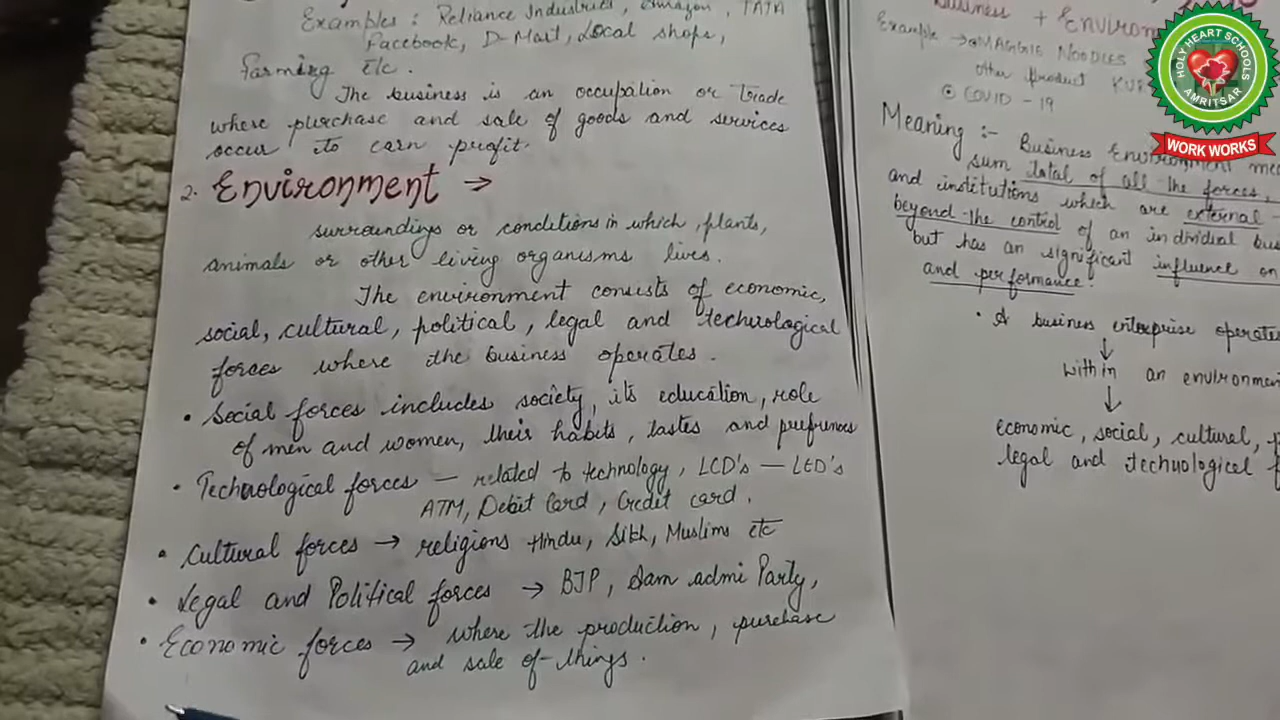 Examples : Reliance Industries, Amazon, TATA
Facebook, D-Mart, Local shops,
Farming Etc.
The business is an occupation or trade
where purchase and sale of goods and services
occur to earn profit.
2. Environment →
surroundings or conditions in which, plants,
animals or other living organisms lives.
The environment consists of economic,
social, cultural, political, legal and technological
forces where the business operates.
• Social forces includes society, its education, role
of men and women, their habits, tastes and prefrences
• Technological forces — related to technology, LCD's — LED's
ATM, Debit Card, Credit card.
• Cultural forces → religions Hindu, Sikh, Muslims etc
• Legal and Political forces → BJP, Aam admi Party,
• Economic forces → where the production, purchase
and sale of things.
Business + Environ
Example → MAGGIE NOODLES
other product
COVID - 19
Meaning :- Business Environment
sum total of all the forces,
and institutions which are external
beyond the control of an individial
but has an significant influence on
and performance.
• A business enterprise operates
↓
within an environment
↓
economic, social, cultural,
legal and technological
HOLY HEART SCHOOLS
AMRITSAR
WORK WORKS